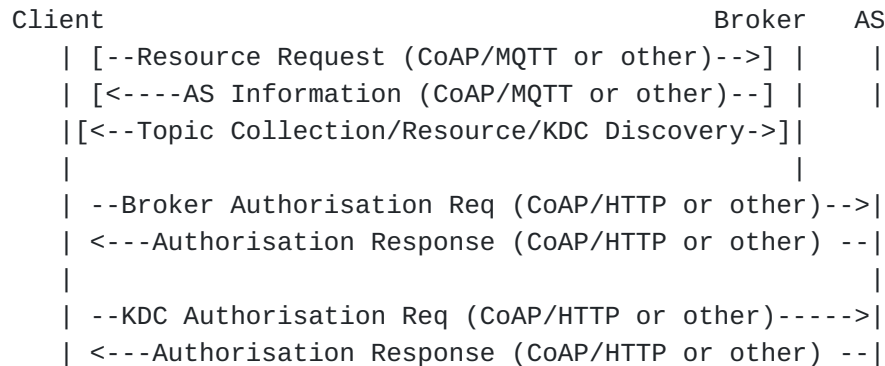 Client                                     Broker   AS
   | [--Resource Request (CoAP/MQTT or other)-->] |    |
   | [<----AS Information (CoAP/MQTT or other)--] |    |
   |[<--Topic Collection/Resource/KDC Discovery->]|
   |                                              |
   | --Broker Authorisation Req (CoAP/HTTP or other)-->|
   | <---Authorisation Response (CoAP/HTTP or other) --|
   |                                                   |
   | --KDC Authorisation Req (CoAP/HTTP or other)----->|
   | <---Authorisation Response (CoAP/HTTP or other) --|